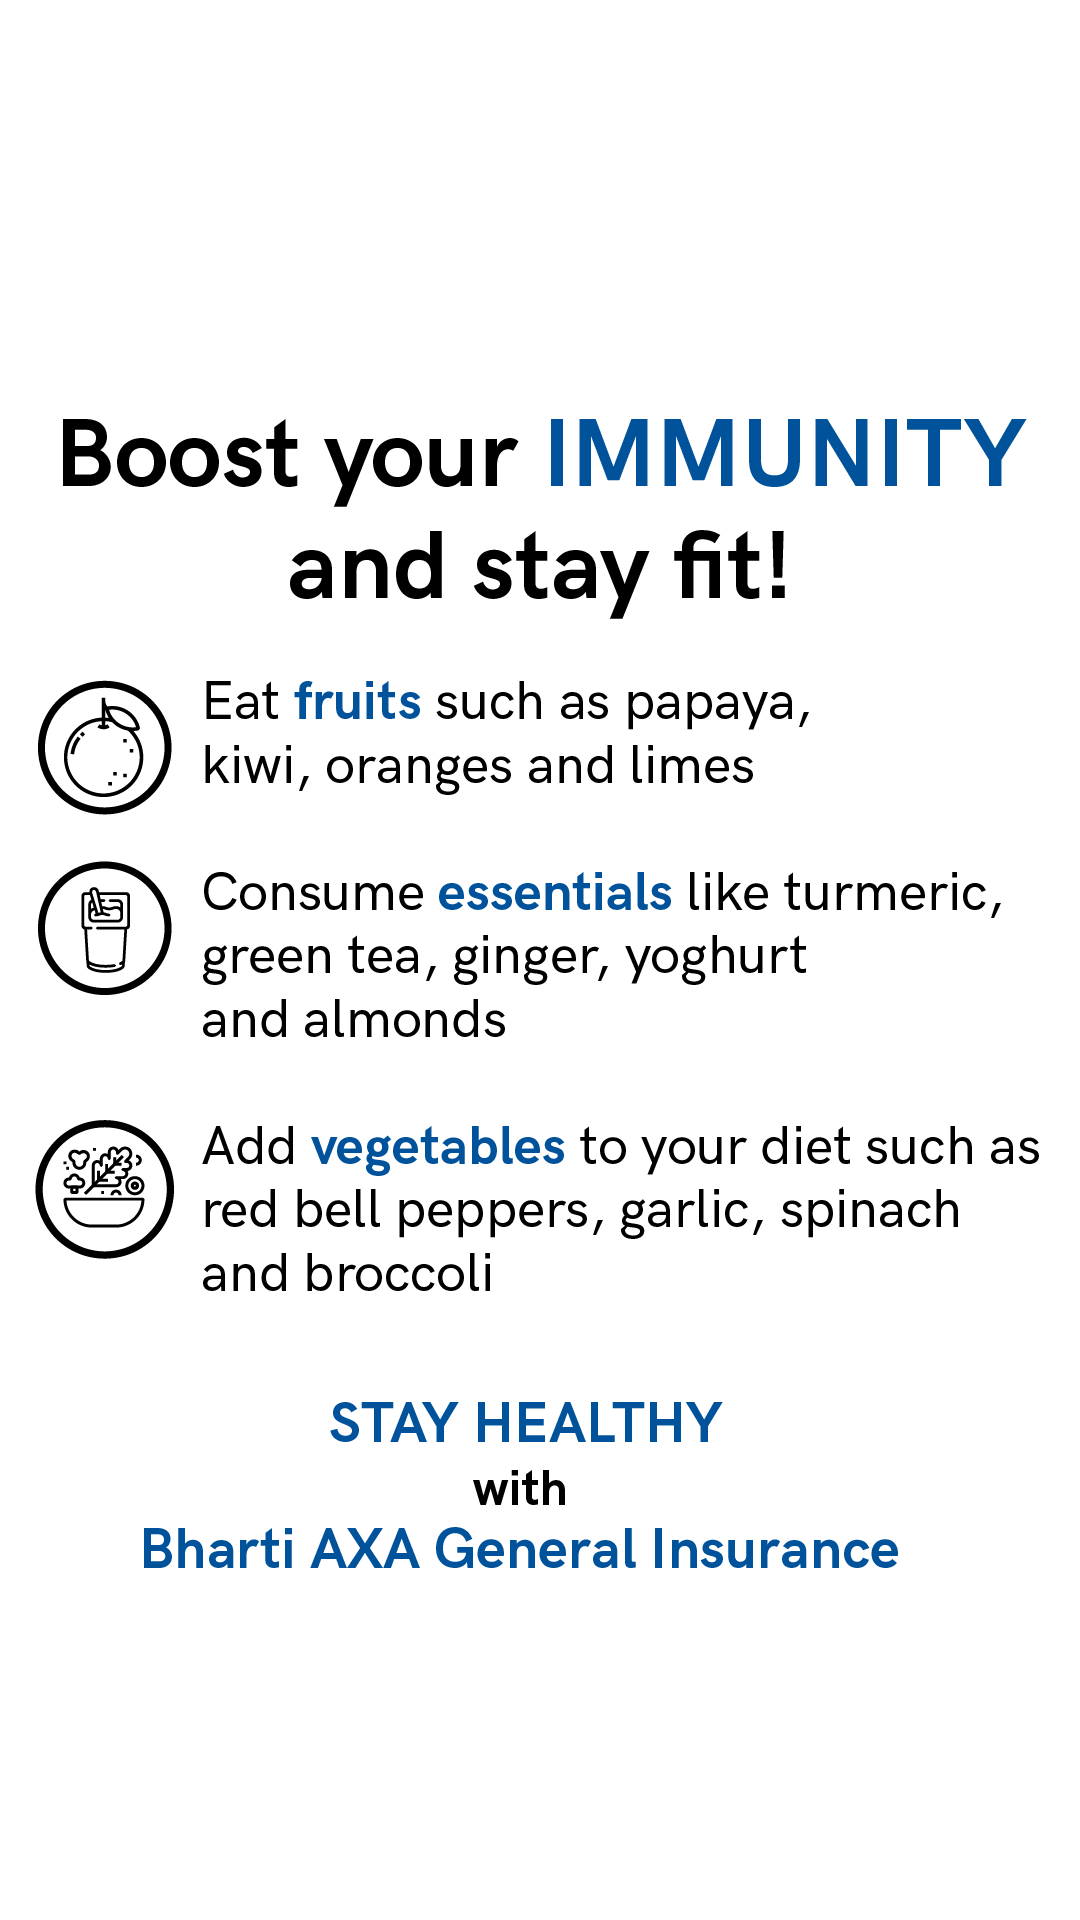 Boost your IMMUNITY
and stay fit!
Eat fruits such as papaya,
kiwi, oranges and limes
Consume essentials like turmeric,
green tea, ginger, yoghurt
and almonds
Add vegetables to your diet such as
red bell peppers, garlic, spinach
and broccoli
STAY HEALTHY
with
Bharti AXA General Insurance